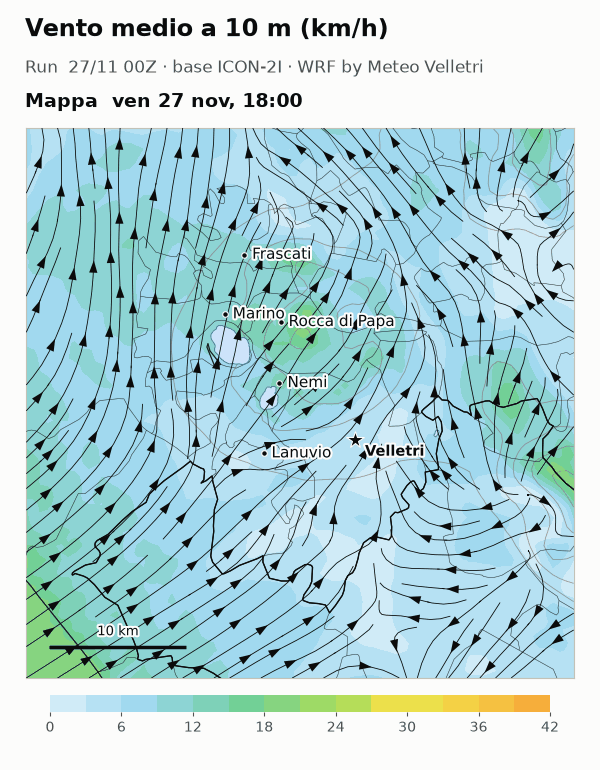 Vento medio a 10 m (km/h)
Run 27/11 00Z · base ICON-2I · WRF by Meteo Velletri
Mappa ven 27 nov, 18:00
Frascati
Marino
Rocca di Papa
Nemi
Lanuvio
Velletri
10 km
0 6 12 18 24 30 36 42